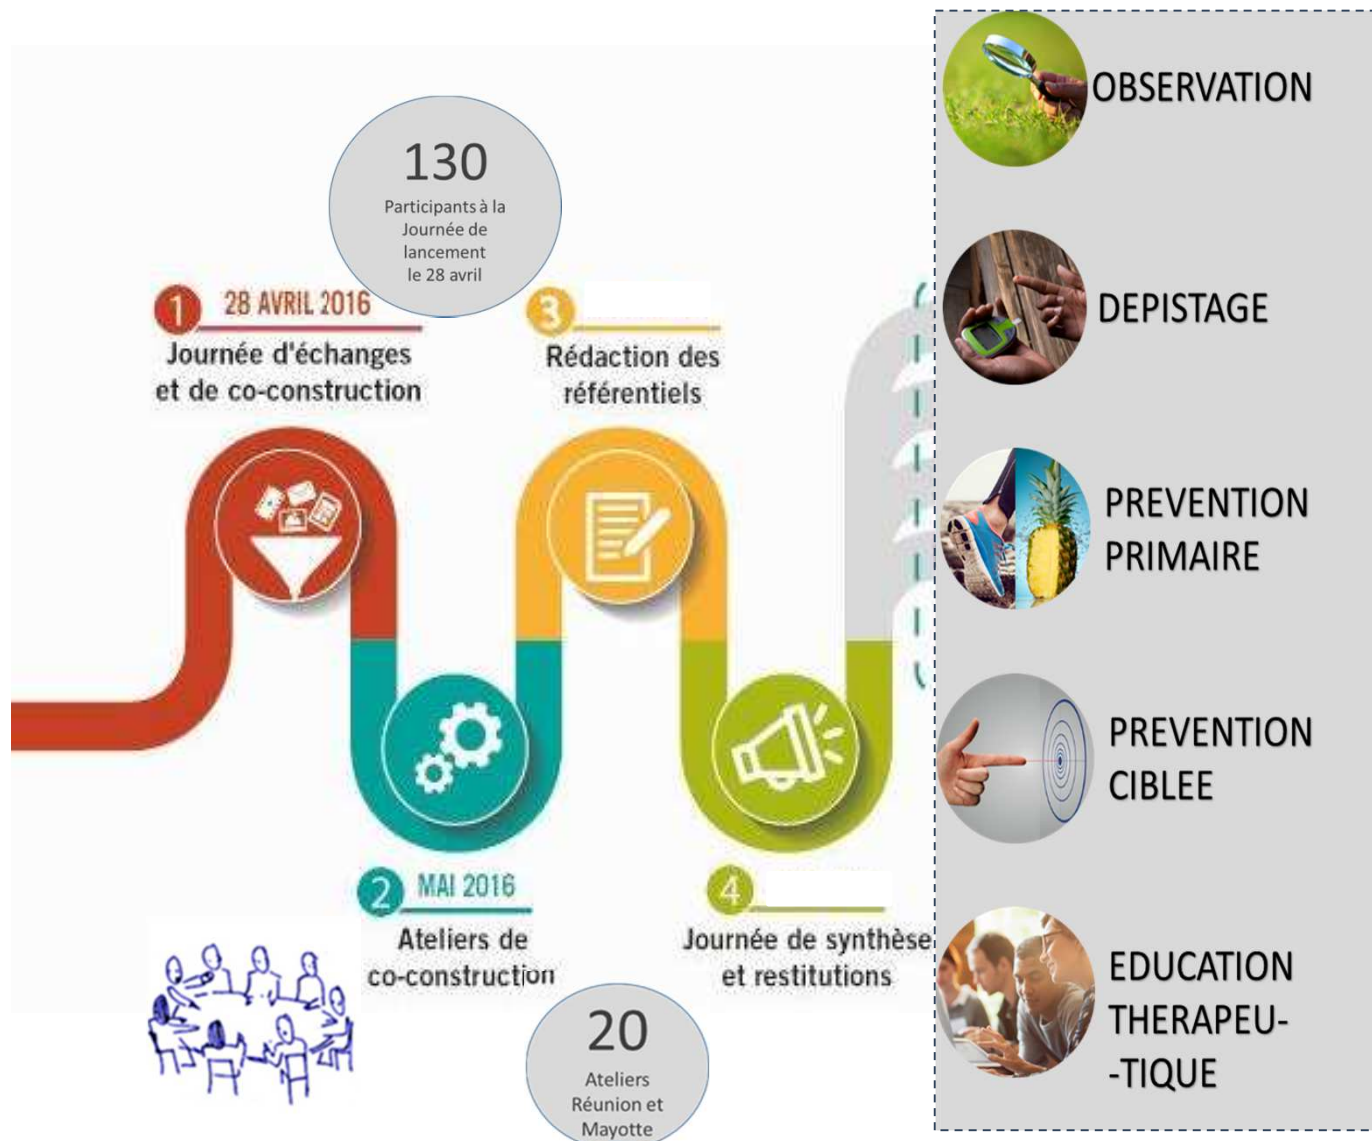 130
Participants à la
Journée de
lancement
le 28 avril
1
28 AVRIL 2016
Journée d'échanges
et de co-construction
3
Rédaction des
référentiels
2
MAI 2016
Ateliers de
co-construction
20
Ateliers
Réunion et
Mayotte
4
Journée de synthèse
et restitutions
OBSERVATION
DEPISTAGE
PREVENTION
PRIMAIRE
PREVENTION
CIBLEE
EDUCATION
THERAPEU-
-TIQUE